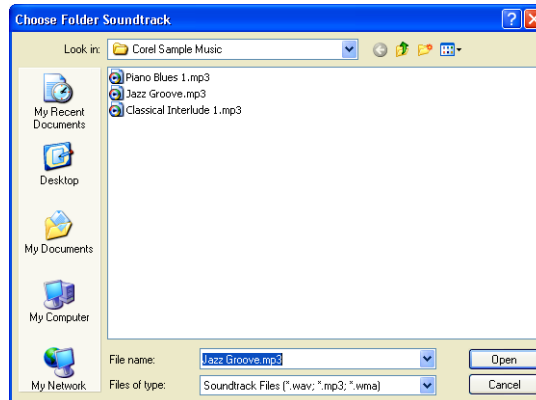 Choose Folder Soundtrack
Look in:
Corel Sample Music
My Recent
Documents
Desktop
My Documents
My Computer
My Network
Piano Blues 1.mp3
Jazz Groove.mp3
Classical Interlude 1.mp3
File name:
Jazz Groove.mp3
Open
Files of type:
Soundtrack Files (*.wav; *.mp3; *.wma)
Cancel